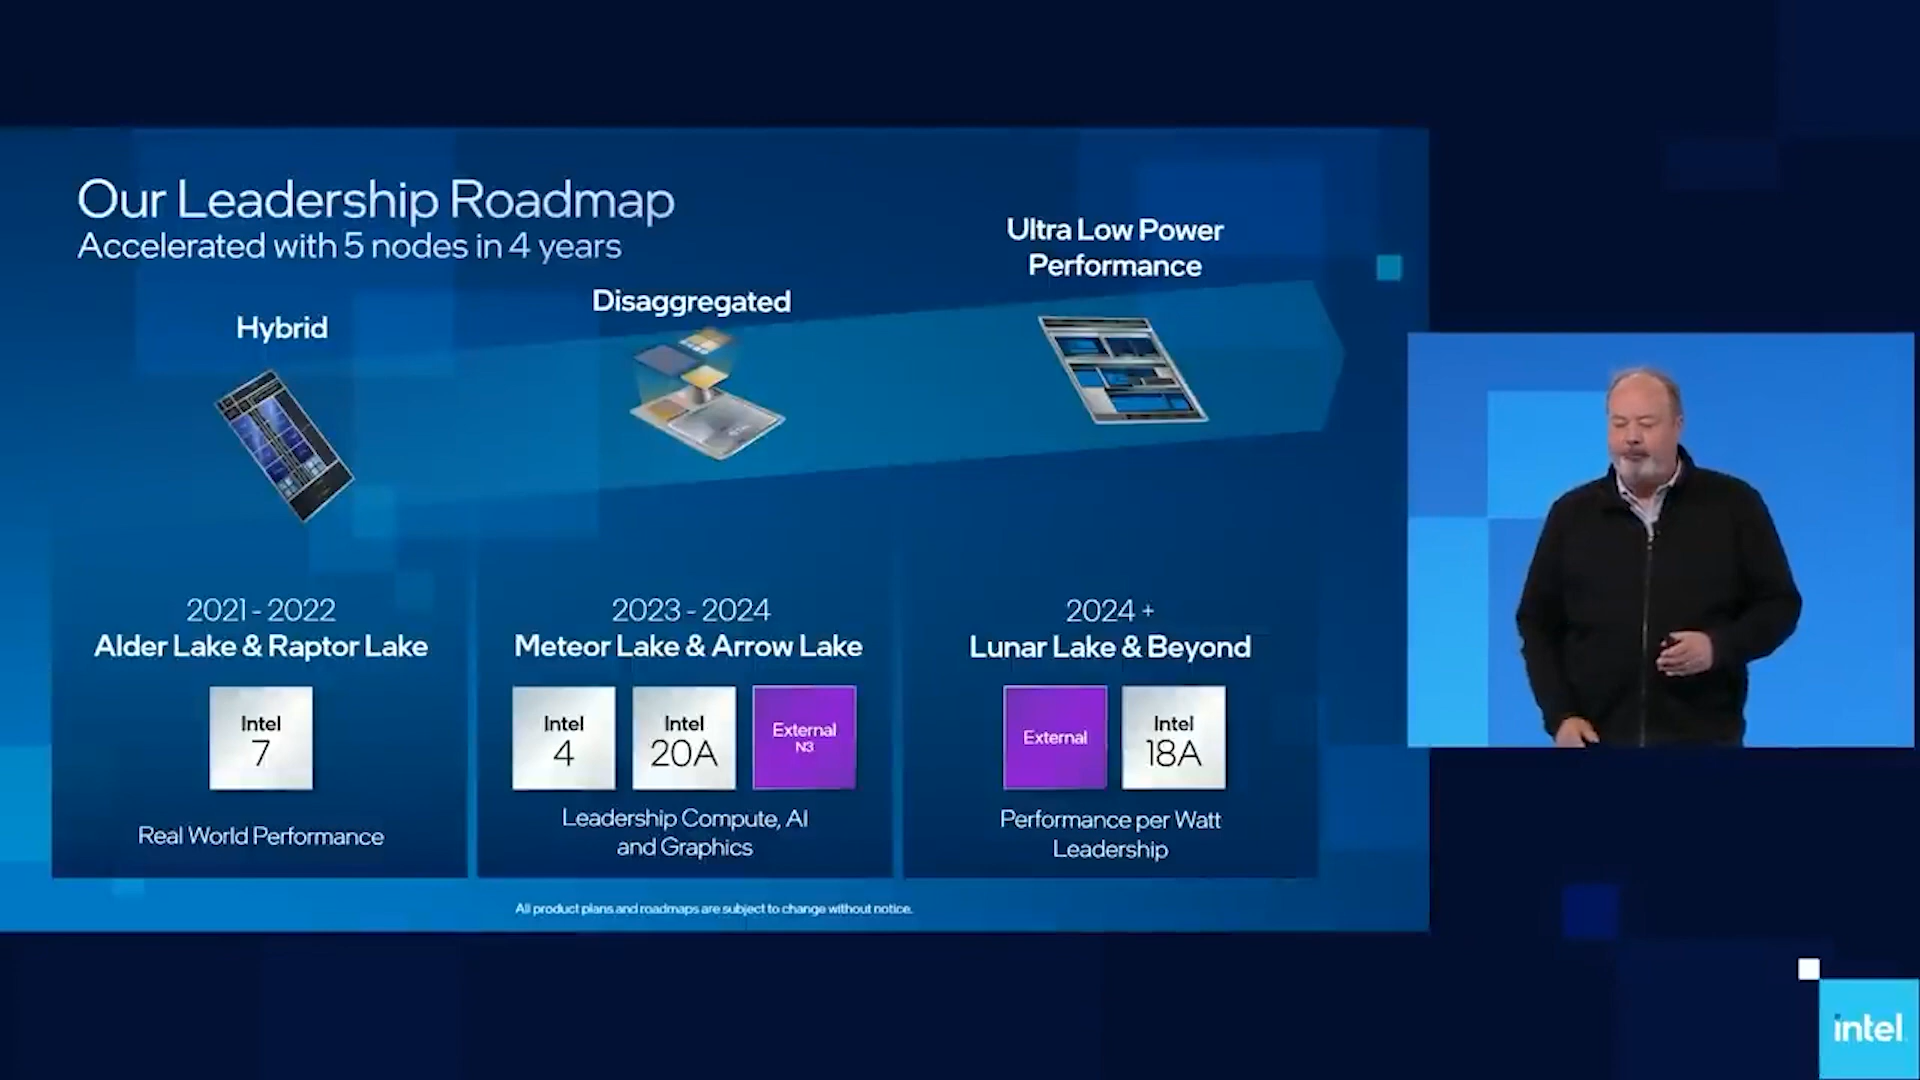 Our Leadership Roadmap
Accelerated with 5 nodes in 4 years
Hybrid
Disaggregated
Ultra Low Power
Performance
2021 - 2022
Alder Lake & Raptor Lake
Intel
7
Real World Performance
2023 - 2024
Meteor Lake & Arrow Lake
Intel
4
Intel
20A
External
N3
Leadership Compute, AI
and Graphics
2024 +
Lunar Lake & Beyond
External
Intel
18A
Performance per Watt
Leadership
All product plans and roadmaps are subject to change without notice.
intel.